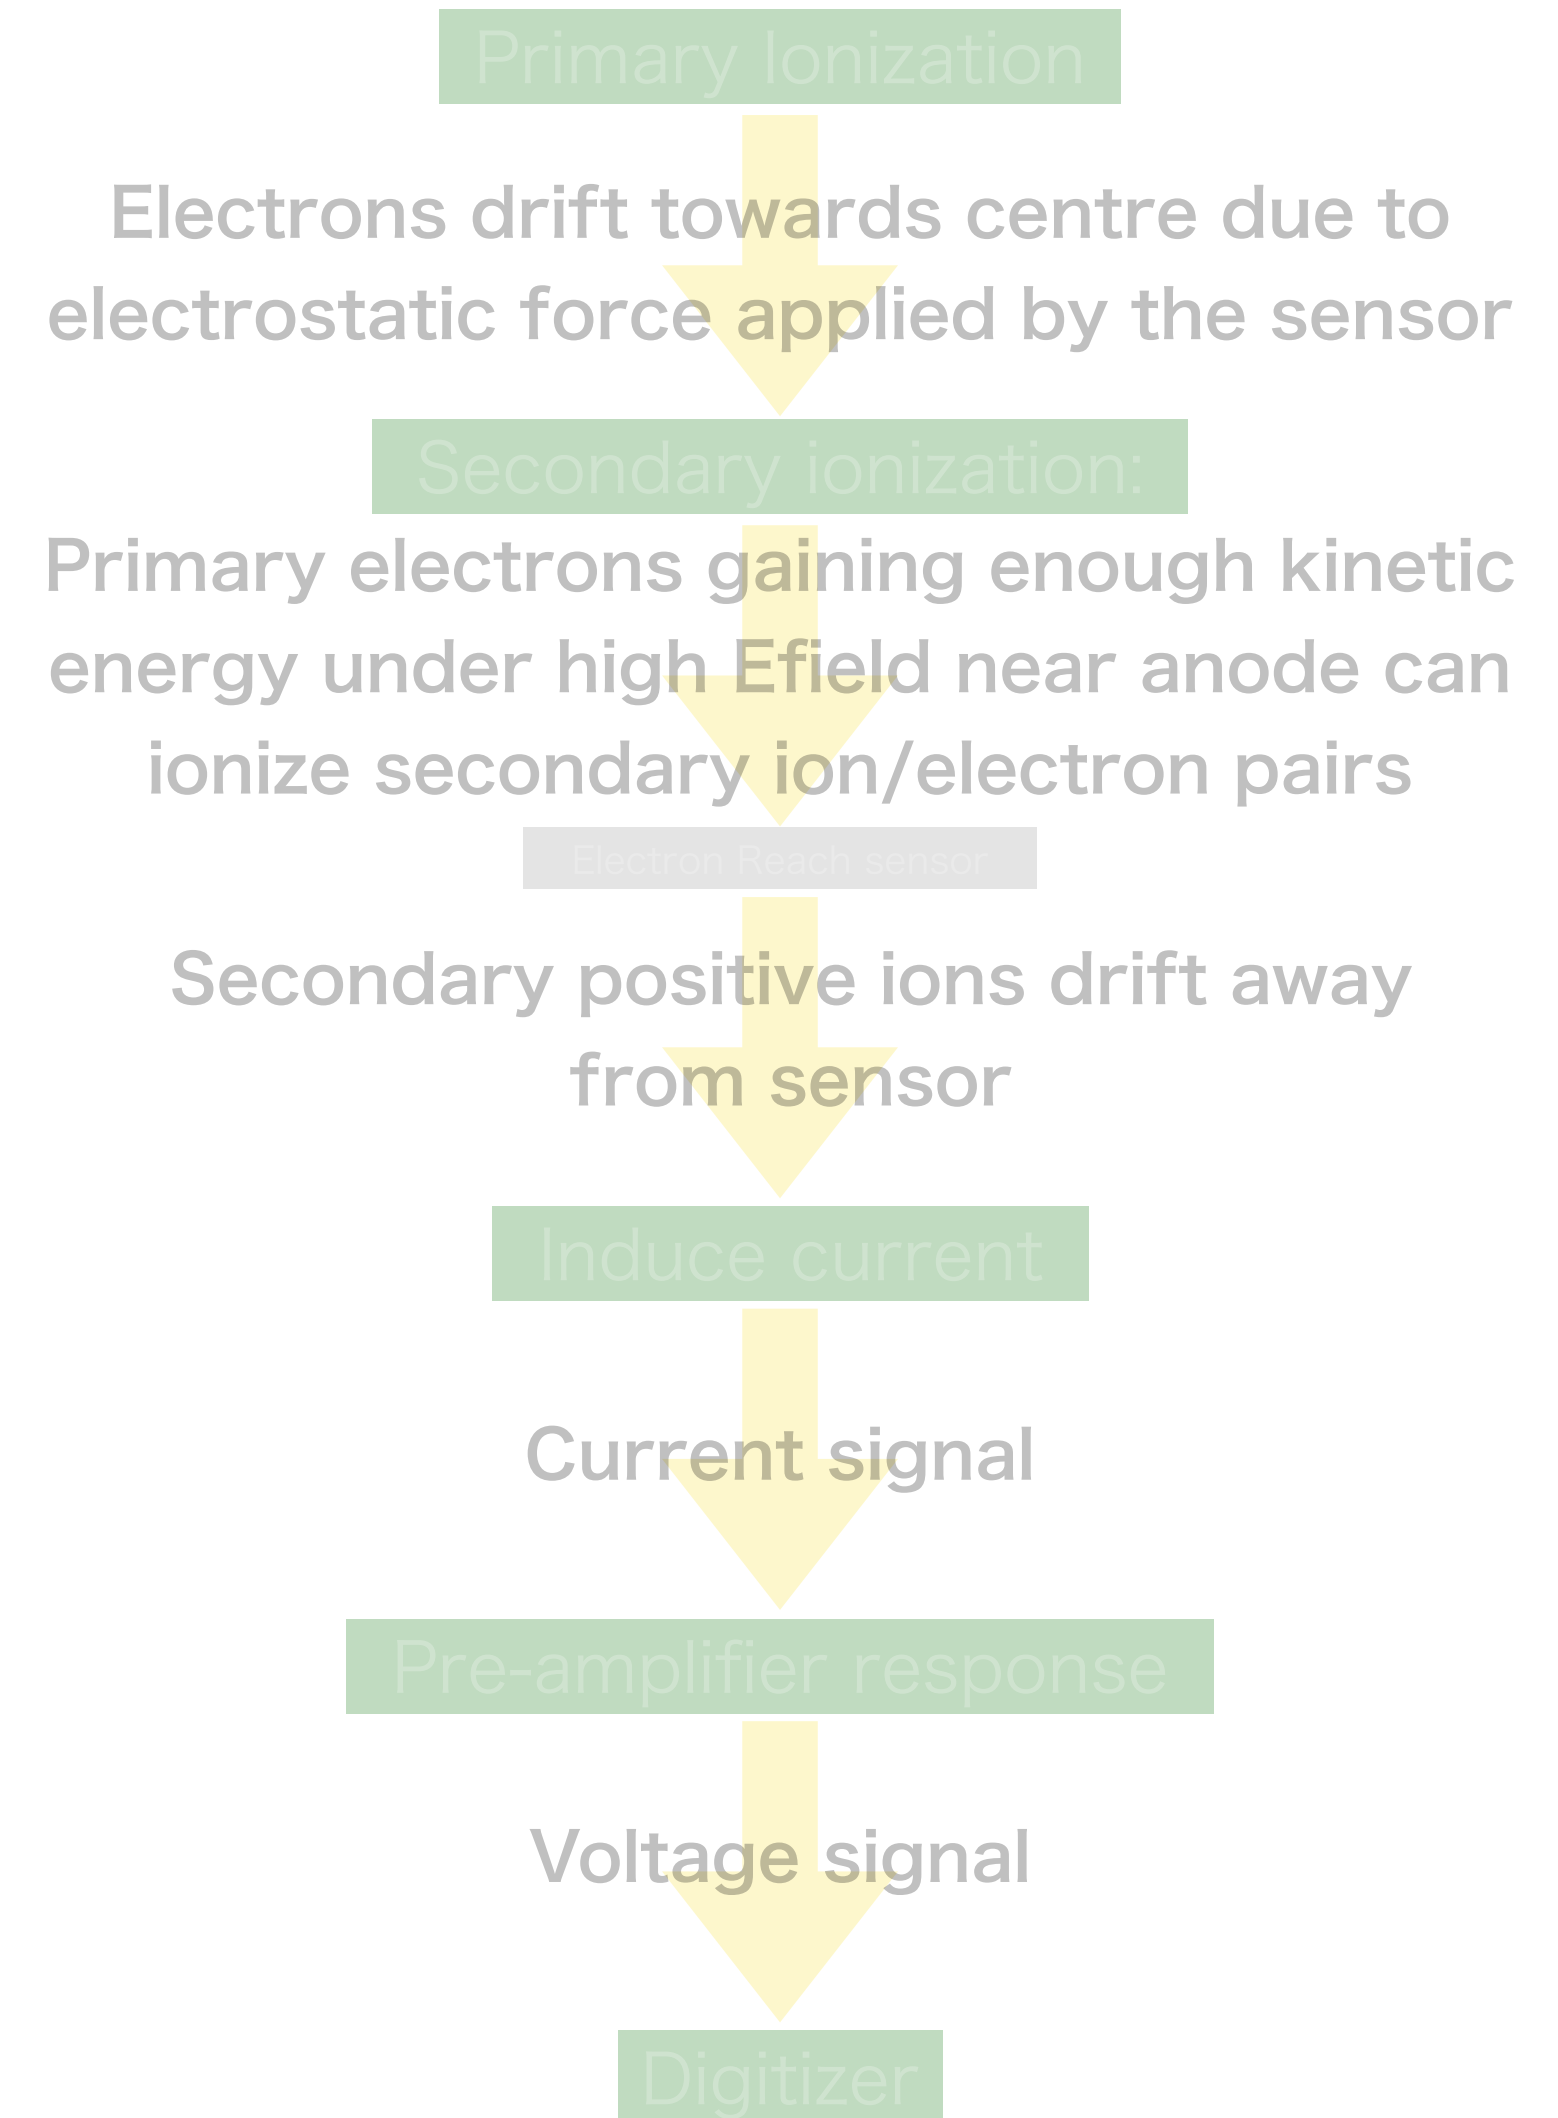 Primary Ionization
Electrons drift towards centre due to
electrostatic force applied by the sensor
Secondary ionization:
Primary electrons gaining enough kinetic
energy under high Efield near anode can
ionize secondary ion/electron pairs
Electron Reach sensor
Secondary positive ions drift away
from sensor
Induce current
Current signal
Pre-amplifier response
Voltage signal
Digitizer